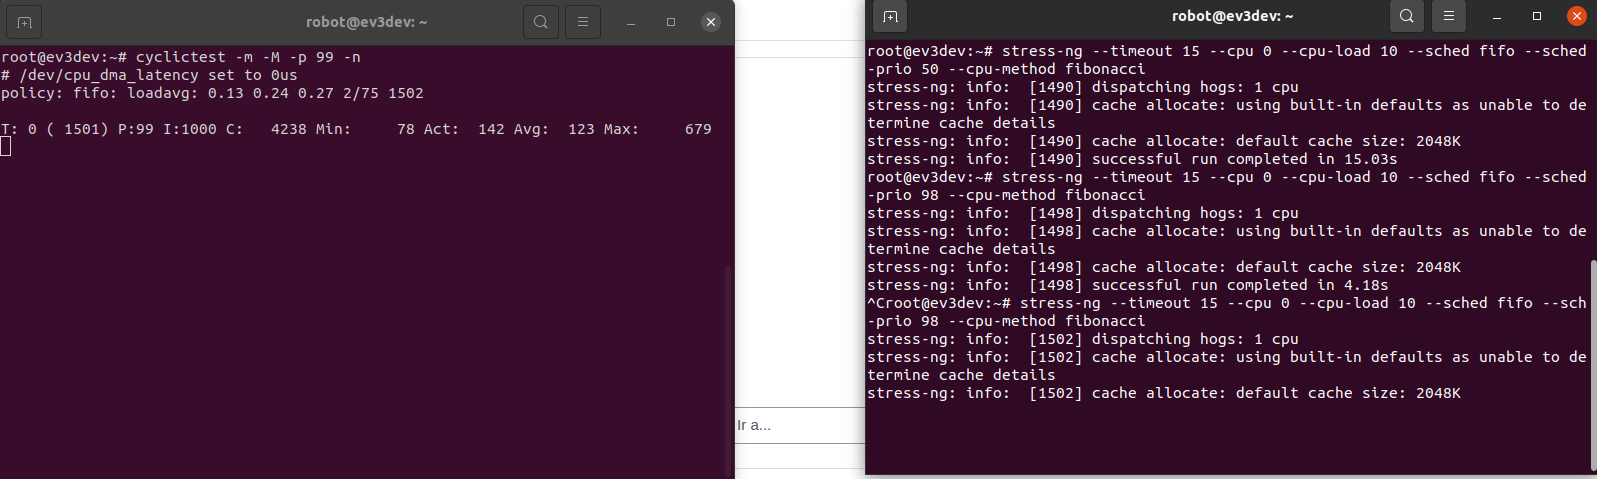 robot@ev3dev: ~
root@ev3dev:~# cyclictest -m -M -p 99 -n
# /dev/cpu_dma_latency set to 0us
policy: fifo: loadavg: 0.13 0.24 0.27 2/75 1502
T: 0 ( 1501) P:99 I:1000 C:   4238 Min:     78 Act:  142 Avg:  123 Max:     679
Ir a...
robot@ev3dev: ~
root@ev3dev:~# stress-ng --timeout 15 --cpu 0 --cpu-load 10 --sched fifo --sched
-prio 50 --cpu-method fibonacci
stress-ng: info:  [1490] dispatching hogs: 1 cpu
stress-ng: info:  [1490] cache allocate: using built-in defaults as unable to de
termine cache details
stress-ng: info:  [1490] cache allocate: default cache size: 2048K
stress-ng: info:  [1490] successful run completed in 15.03s
root@ev3dev:~# stress-ng --timeout 15 --cpu 0 --cpu-load 10 --sched fifo --sched
-prio 98 --cpu-method fibonacci
stress-ng: info:  [1498] dispatching hogs: 1 cpu
stress-ng: info:  [1498] cache allocate: using built-in defaults as unable to de
termine cache details
stress-ng: info:  [1498] cache allocate: default cache size: 2048K
stress-ng: info:  [1498] successful run completed in 4.18s
^Croot@ev3dev:~# stress-ng --timeout 15 --cpu 0 --cpu-load 10 --sched fifo --sch
-prio 98 --cpu-method fibonacci
stress-ng: info:  [1502] dispatching hogs: 1 cpu
stress-ng: info:  [1502] cache allocate: using built-in defaults as unable to de
termine cache details
stress-ng: info:  [1502] cache allocate: default cache size: 2048K